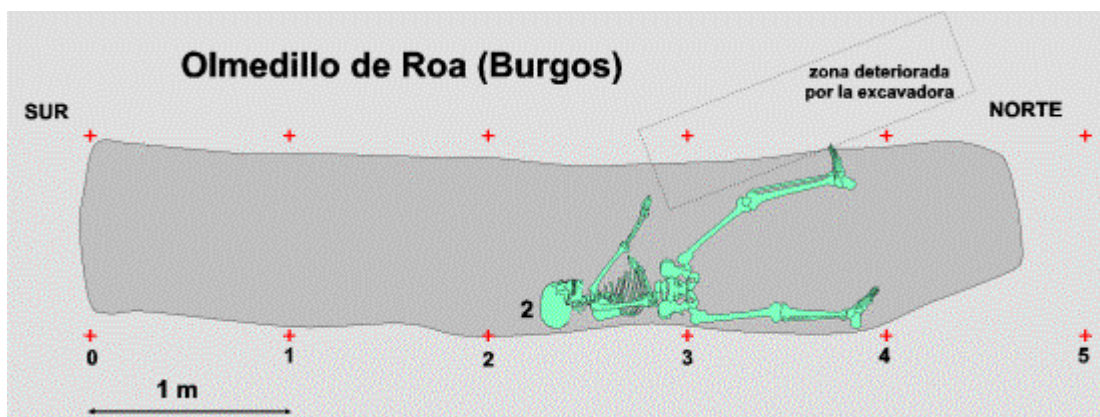 Olmedillo de Roa (Burgos)
zona deteriorada
por la excavadora
SUR
NORTE
2
0
1
2
3
4
5
1 m